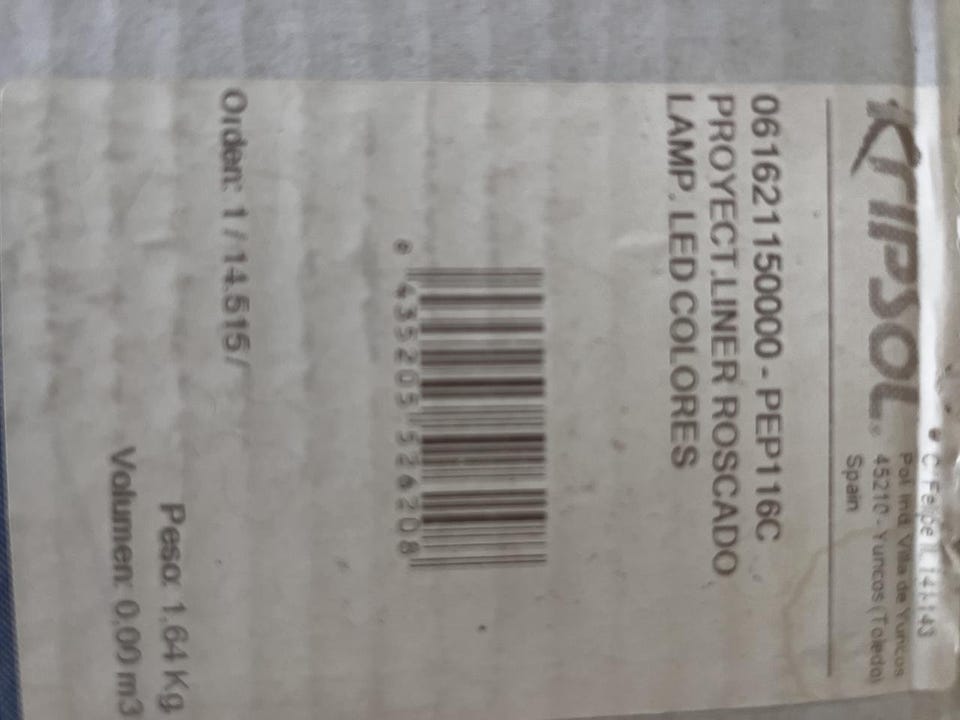 KRIPSOL
C/ Felipe II, 141-143
Pol. Ind. Villa de Yuncos
45210 - Yuncos (Toledo)
Spain
061621150000 - PEP116C
PROYECT.LINER ROSCADO
LAMP. LED COLORES
8 435205 526208
Orden: 1 / 14.515 /
Peso: 1,64 Kg
Volumen: 0,00 m3